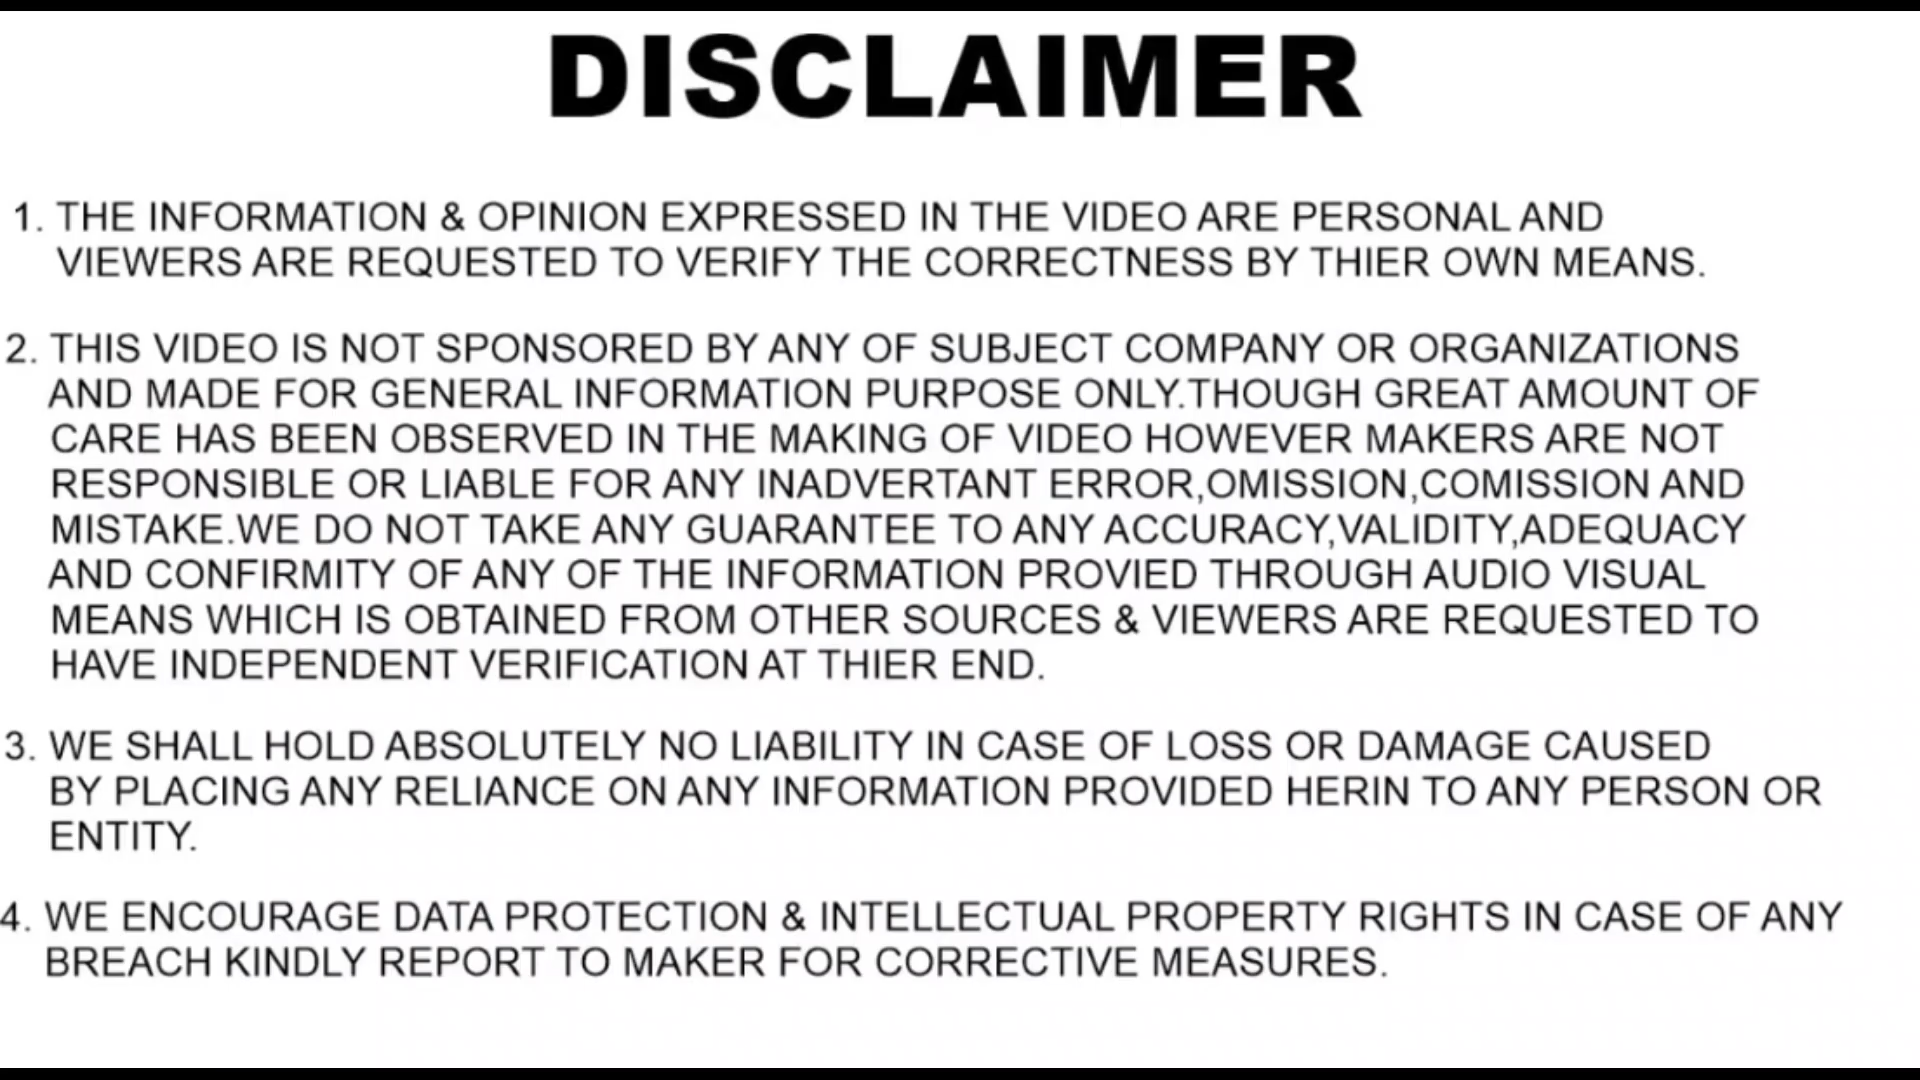 DISCLAIMER
1. THE INFORMATION & OPINION EXPRESSED IN THE VIDEO ARE PERSONAL AND
VIEWERS ARE REQUESTED TO VERIFY THE CORRECTNESS BY THIER OWN MEANS.
2. THIS VIDEO IS NOT SPONSORED BY ANY OF SUBJECT COMPANY OR ORGANIZATIONS
AND MADE FOR GENERAL INFORMATION PURPOSE ONLY.THOUGH GREAT AMOUNT OF
CARE HAS BEEN OBSERVED IN THE MAKING OF VIDEO HOWEVER MAKERS ARE NOT
RESPONSIBLE OR LIABLE FOR ANY INADVERTANT ERROR,OMISSION,COMISSION AND
MISTAKE.WE DO NOT TAKE ANY GUARANTEE TO ANY ACCURACY,VALIDITY,ADEQUACY
AND CONFIRMITY OF ANY OF THE INFORMATION PROVIED THROUGH AUDIO VISUAL
MEANS WHICH IS OBTAINED FROM OTHER SOURCES & VIEWERS ARE REQUESTED TO
HAVE INDEPENDENT VERIFICATION AT THIER END.
3. WE SHALL HOLD ABSOLUTELY NO LIABILITY IN CASE OF LOSS OR DAMAGE CAUSED
BY PLACING ANY RELIANCE ON ANY INFORMATION PROVIDED HERIN TO ANY PERSON OR
ENTITY.
4. WE ENCOURAGE DATA PROTECTION & INTELLECTUAL PROPERTY RIGHTS IN CASE OF ANY
BREACH KINDLY REPORT TO MAKER FOR CORRECTIVE MEASURES.